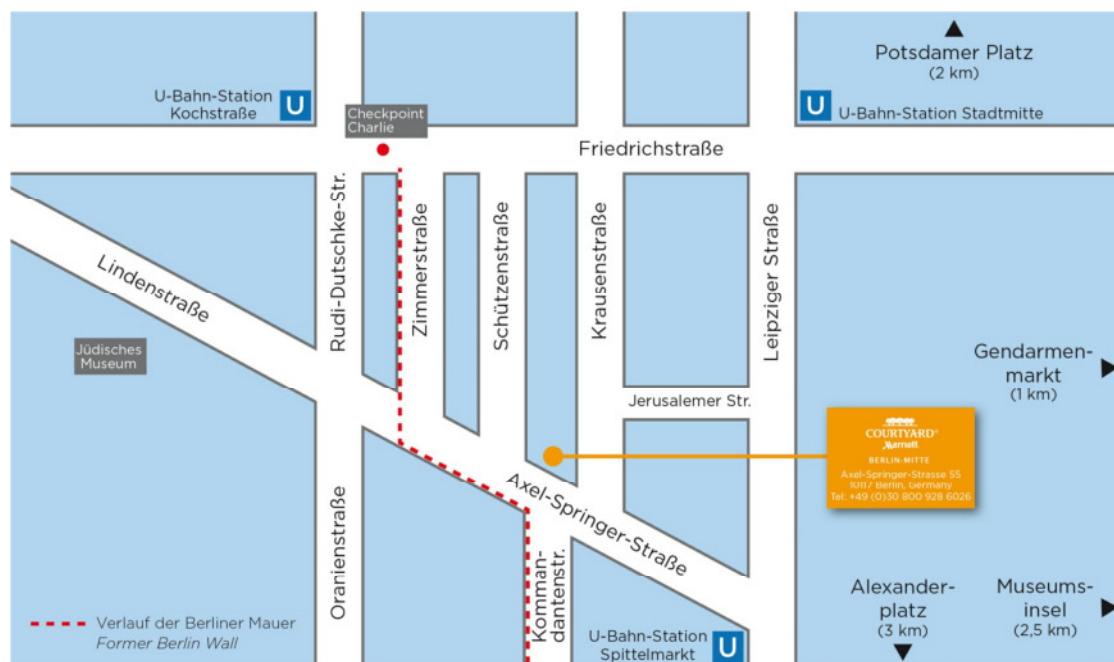 Potsdamer Platz
(2 km)
U-Bahn-Station
Kochstraße
U
Checkpoint
Charlie
U
U-Bahn-Station Stadtmitte
Friedrichstraße
Lindenstraße
Rudi-Dutschke-Str.
Zimmerstraße
Schützenstraße
Krausenstraße
Leipziger Straße
Jüdisches
Museum
Gendarmen-
markt
(1 km)
Jerusalemer Str.
COURTYARD®
Marriott
BERLIN-MITTE
Axel-Springer-Strasse 55
10117 Berlin, Germany
Tel: +49 (0)30 800 928 6026
Axel-Springer-Straße
Oranienstraße
Komman-
dantenstr.
Alexander-
platz
(3 km)
Museums-
insel
(2,5 km)
Verlauf der Berliner Mauer
Former Berlin Wall
U-Bahn-Station
Spittelmarkt
U